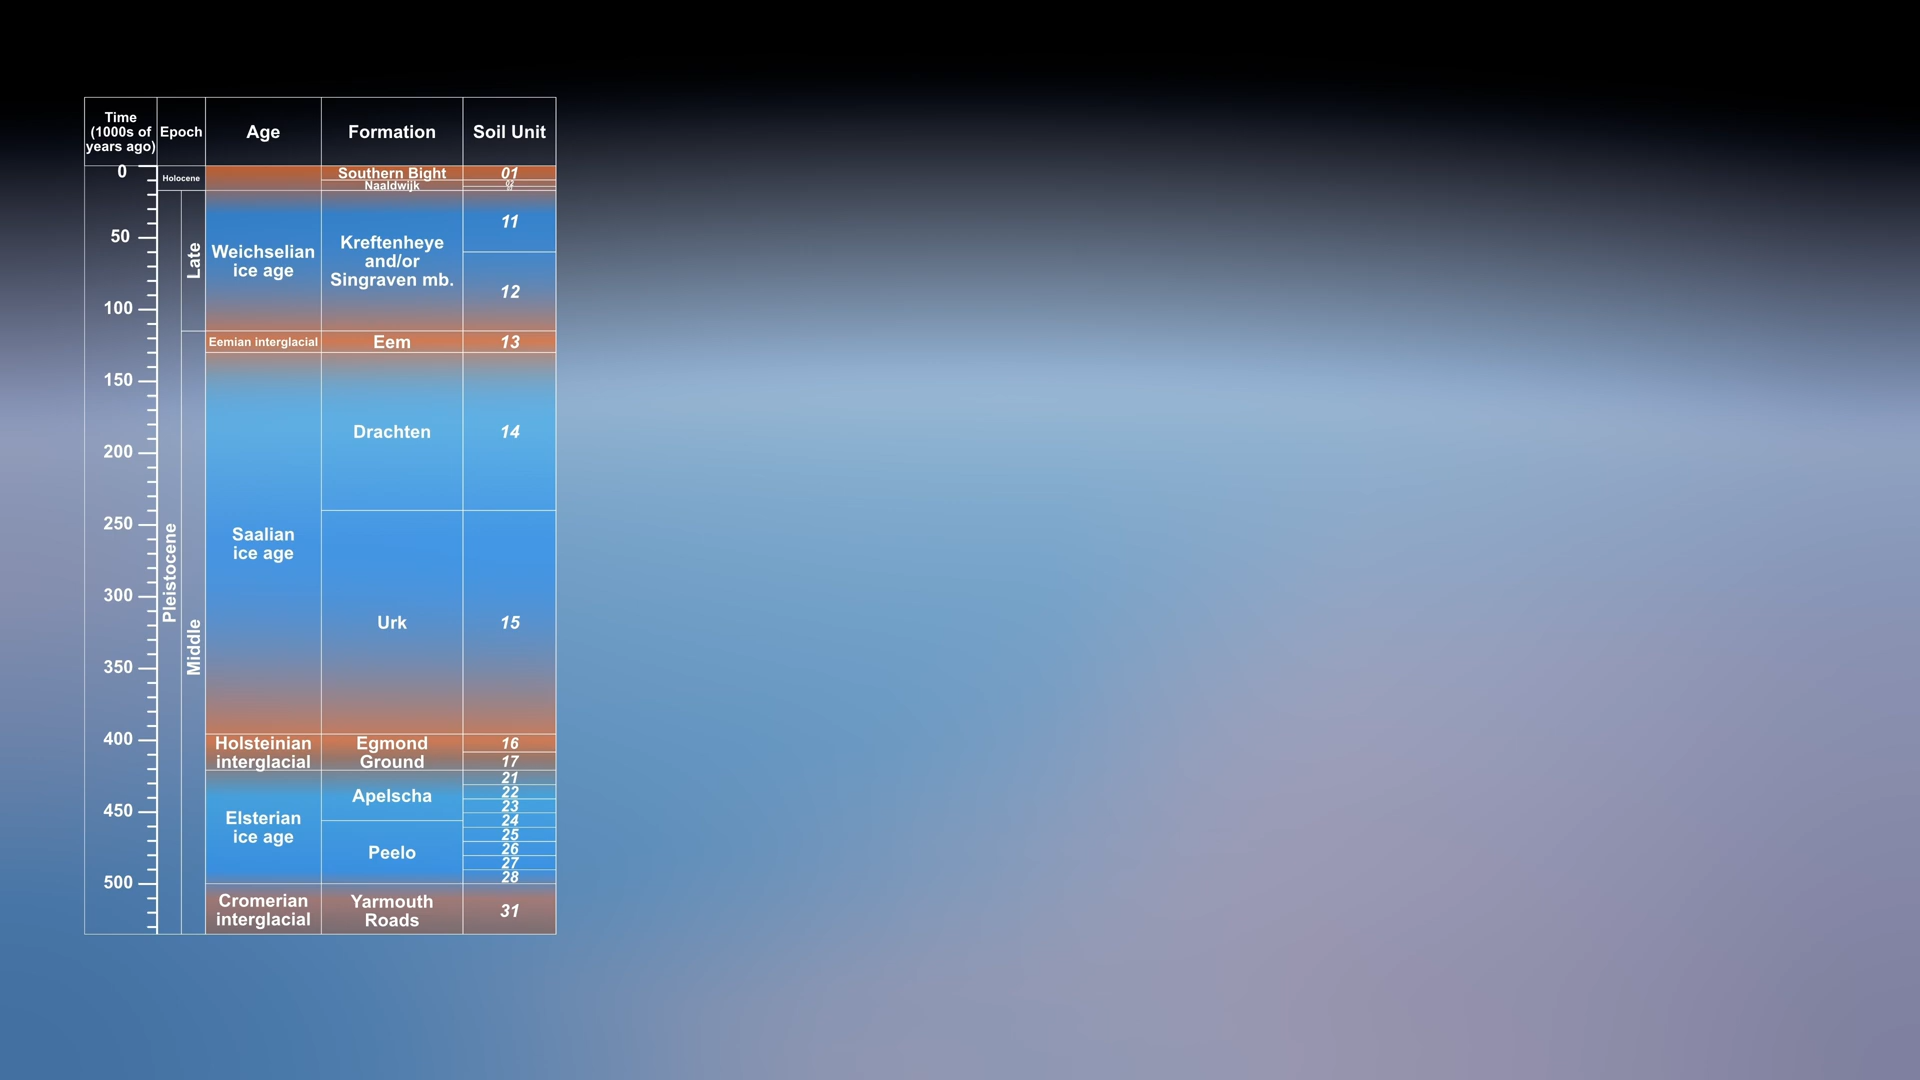 Time
(1000s of
years ago)
Epoch
Age
Formation
Soil Unit
0
50
100
150
200
250
300
350
400
450
500
Holocene
Pleistocene
Late
Middle
Weichselian
ice age
Eemian interglacial
Saalian
ice age
Holsteinian
interglacial
Elsterian
ice age
Cromerian
interglacial
Southern Bight
Naaldwijk
Kreftenheye
and/or
Singraven mb.
Eem
Drachten
Urk
Egmond
Ground
Apelscha
Peelo
Yarmouth
Roads
01
11
12
13
14
15
16
17
21
22
23
24
25
26
27
28
31